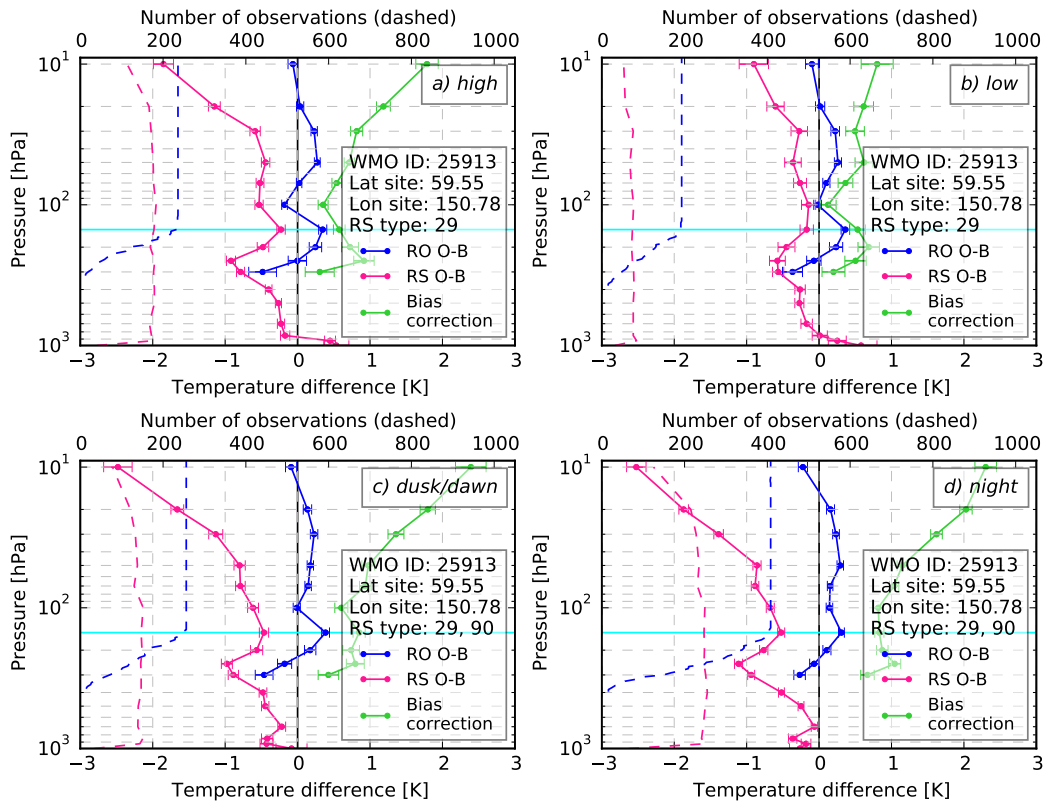 Number of observations (dashed)
0 200 400 600 800 1000
a) high
10¹
10²
10³
Pressure [hPa]
WMO ID: 25913
Lat site: 59.55
Lon site: 150.78
RS type: 29
RO O-B
RS O-B
Bias
correction
−3 −2 −1 0 1 2 3
Temperature difference [K]
Number of observations (dashed)
0 200 400 600 800 1000
b) low
10¹
10²
10³
Pressure [hPa]
WMO ID: 25913
Lat site: 59.55
Lon site: 150.78
RS type: 29
RO O-B
RS O-B
Bias
correction
−3 −2 −1 0 1 2 3
Temperature difference [K]
Number of observations (dashed)
0 200 400 600 800 1000
c) dusk/dawn
10¹
10²
10³
Pressure [hPa]
WMO ID: 25913
Lat site: 59.55
Lon site: 150.78
RS type: 29, 90
RO O-B
RS O-B
Bias
correction
−3 −2 −1 0 1 2 3
Temperature difference [K]
Number of observations (dashed)
0 200 400 600 800 1000
d) night
10¹
10²
10³
Pressure [hPa]
WMO ID: 25913
Lat site: 59.55
Lon site: 150.78
RS type: 29, 90
RO O-B
RS O-B
Bias
correction
−3 −2 −1 0 1 2 3
Temperature difference [K]